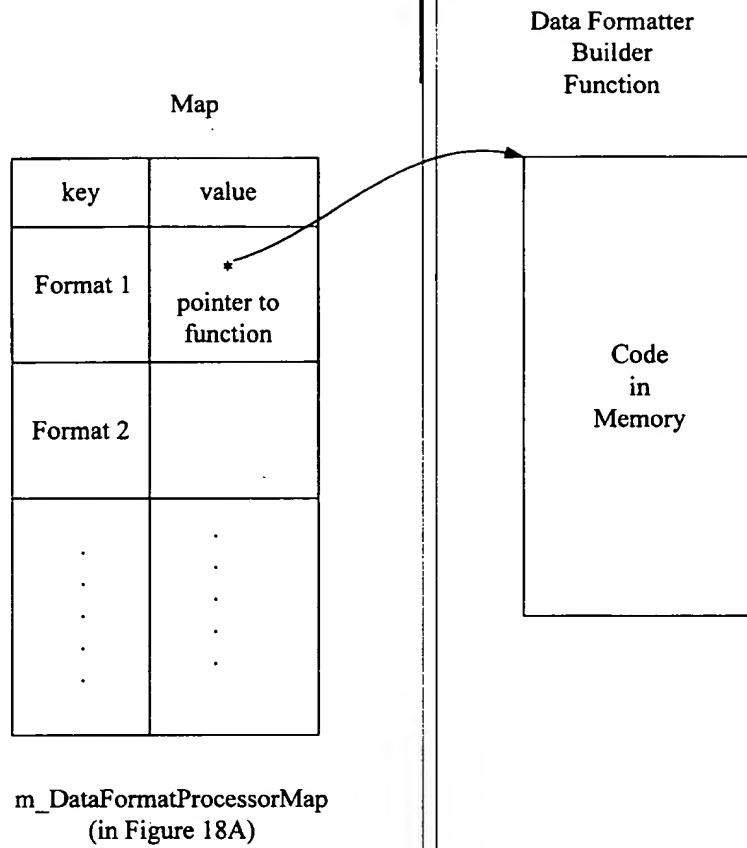 Data Formatter
Builder
Function
Map
key value
Format 1
*
pointer to
function
Format 2
Code
in
Memory
m_DataFormatProcessorMap
(in Figure 18A)